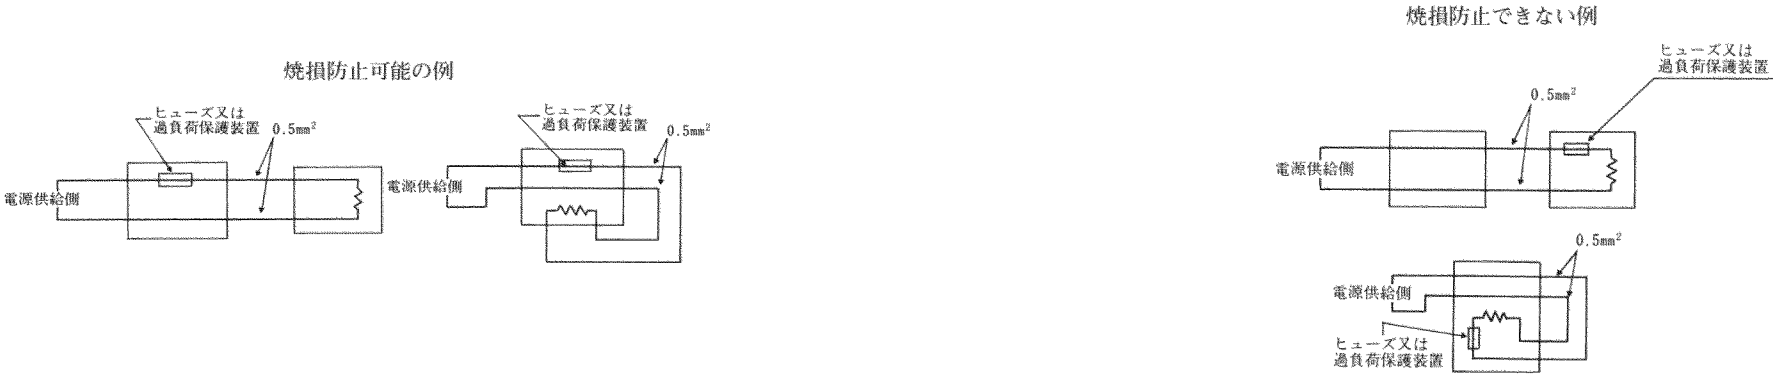 焼損防止可能の例
ヒューズ又は
過負荷保護装置
0.5mm²
電源供給側
ヒューズ又は
過負荷保護装置
0.5mm²
電源供給側
焼損防止できない例
ヒューズ又は
過負荷保護装置
0.5mm²
電源供給側
0.5mm²
電源供給側
ヒューズ又は
過負荷保護装置